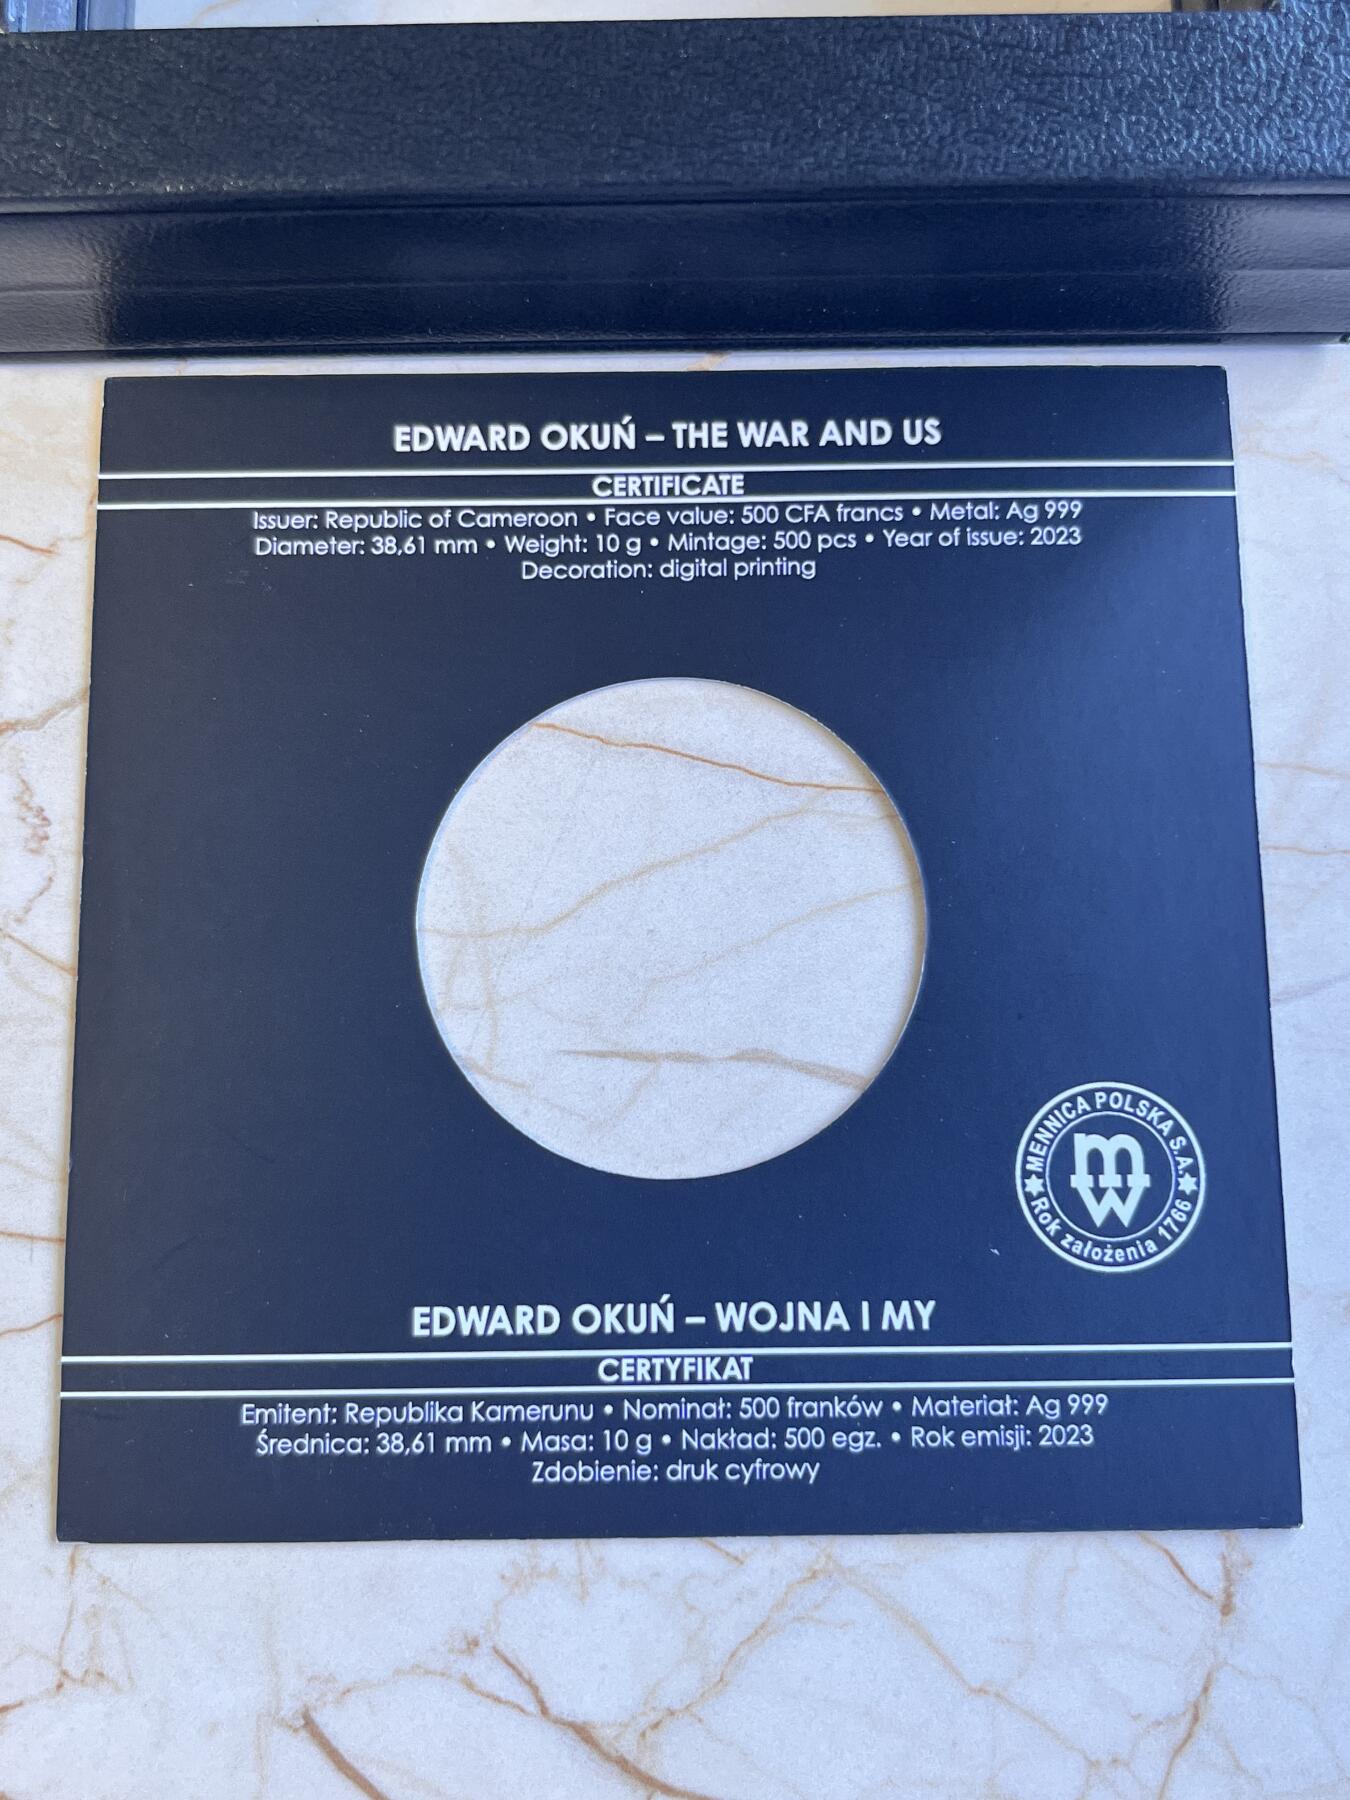 EDWARD OKUŃ – THE WAR AND US
CERTIFICATE
Issuer: Republic of Cameroon • Face value: 500 CFA francs • Metal: Ag 999
Diameter: 38,61 mm • Weight: 10 g • Mintage: 500 pcs • Year of issue: 2023
Decoration: digital printing
MENNICA POLSKA S.A.
mw
Rok założenia 1766
EDWARD OKUŃ – WOJNA I MY
CERTYFIKAT
Emitent: Republika Kamerunu • Nominał: 500 franków • Materiał: Ag 999
Średnica: 38,61 mm • Masa: 10 g • Nakład: 500 egz. • Rok emisji: 2023
Zdobienie: druk cyfrowy